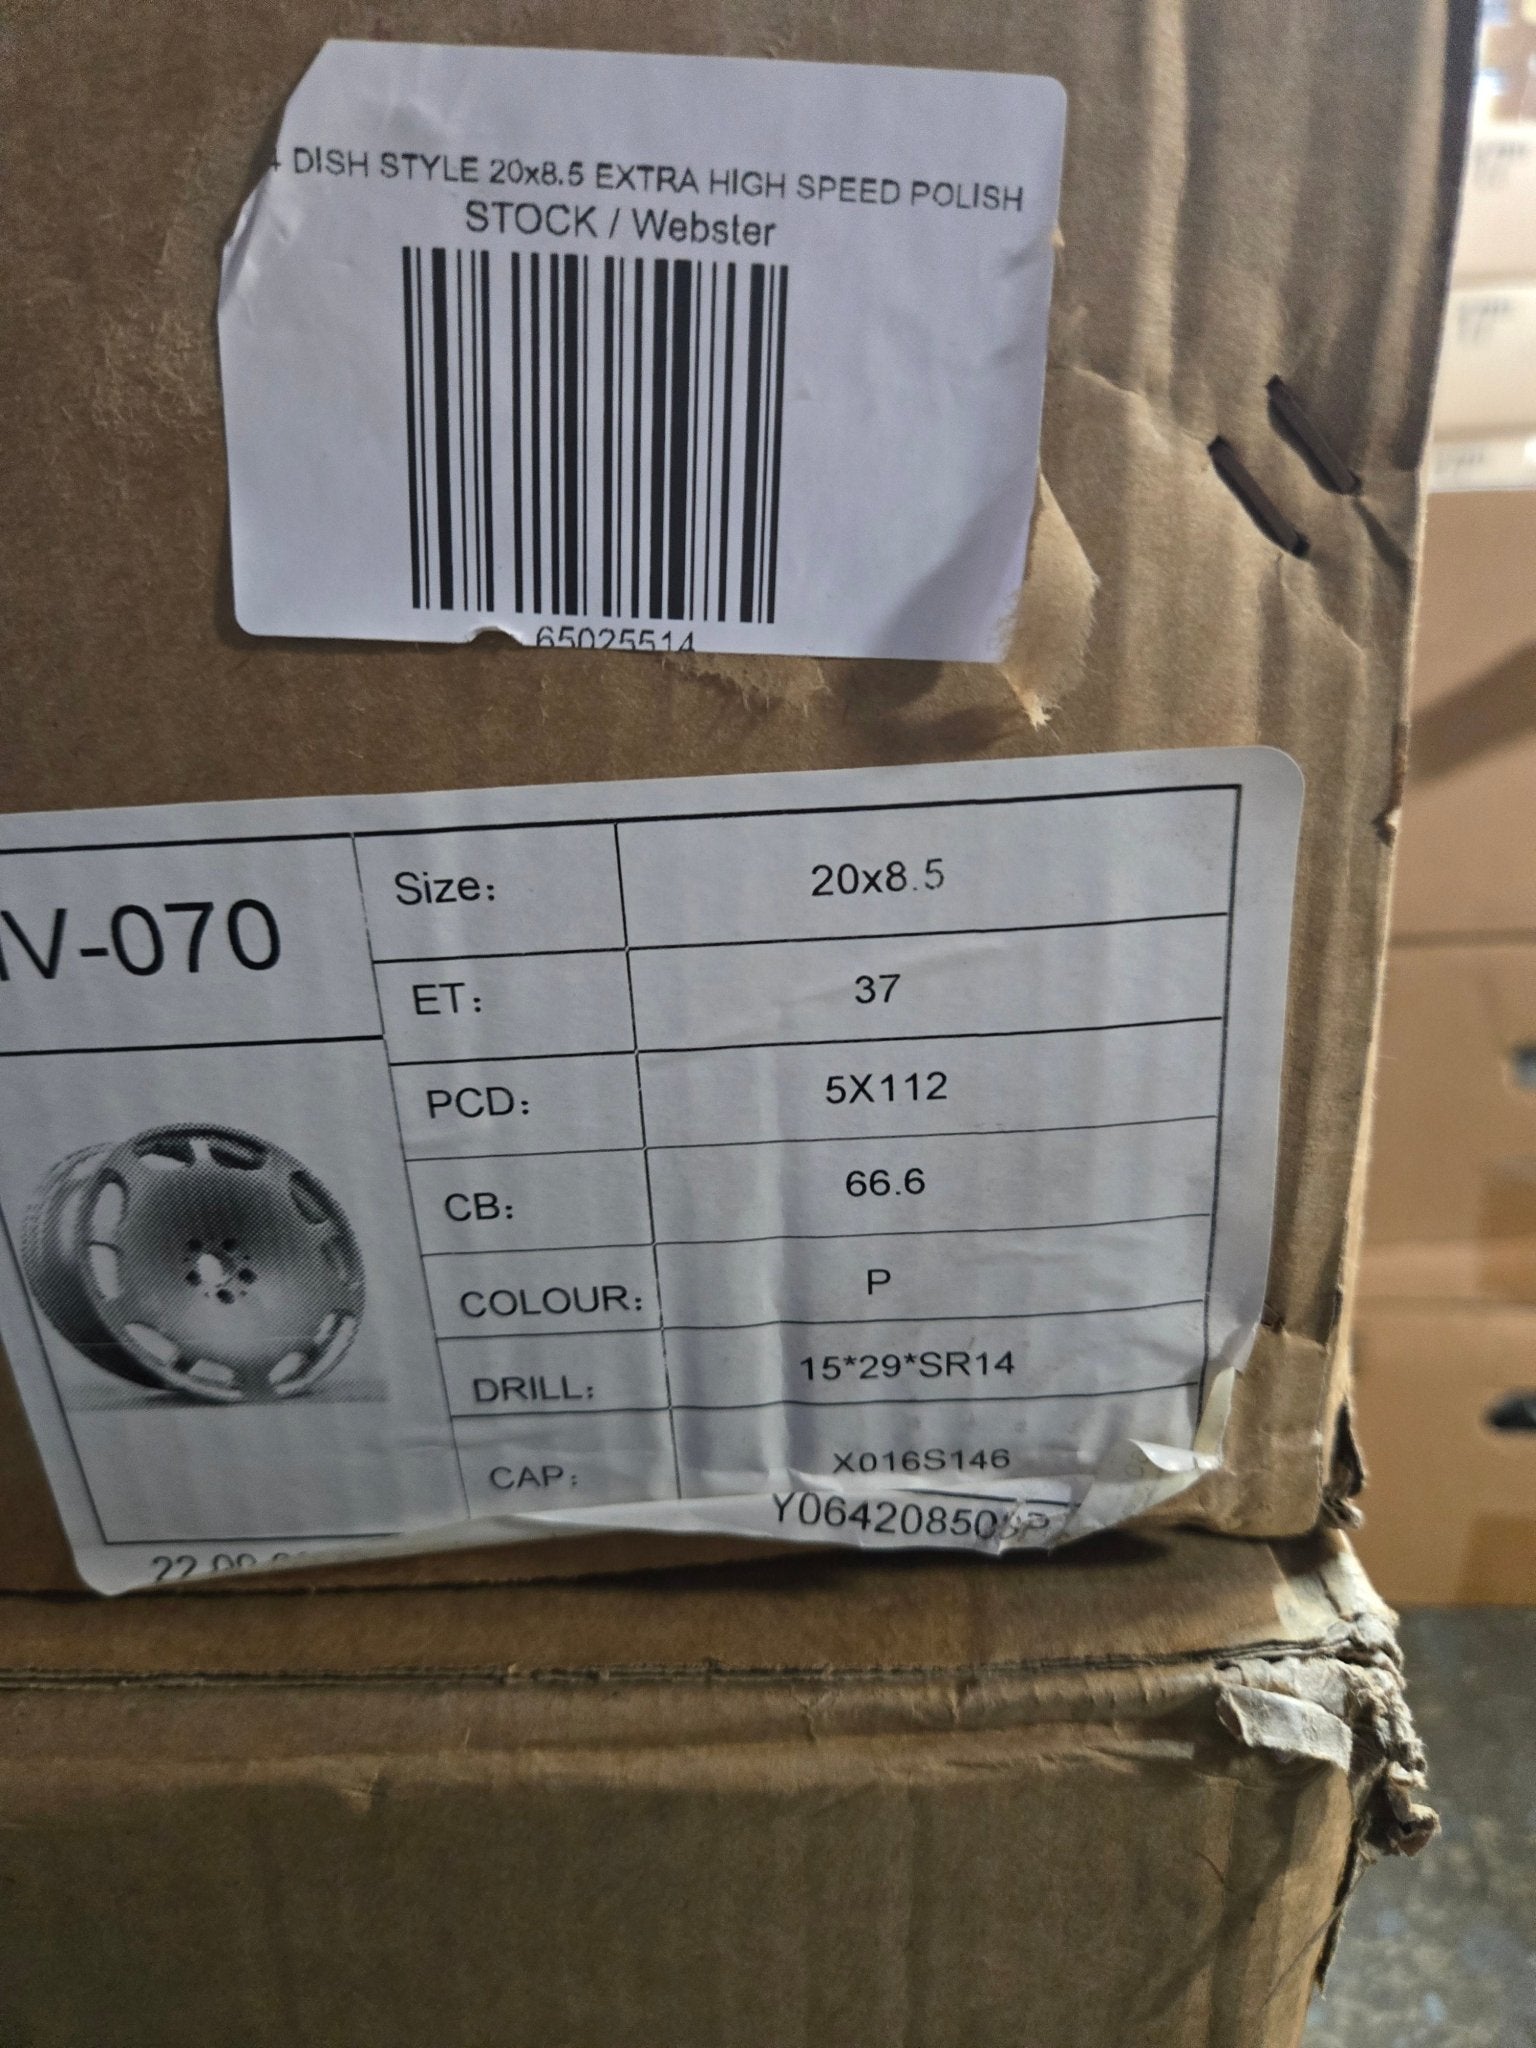 DISH STYLE 20x8.5 EXTRA HIGH SPEED POLISH
STOCK / Webster
65025514
V-070
Size: 20x8.5
ET: 37
PCD: 5X112
CB: 66.6
COLOUR: P
DRILL: 15*29*SR14
CAP: X016S146